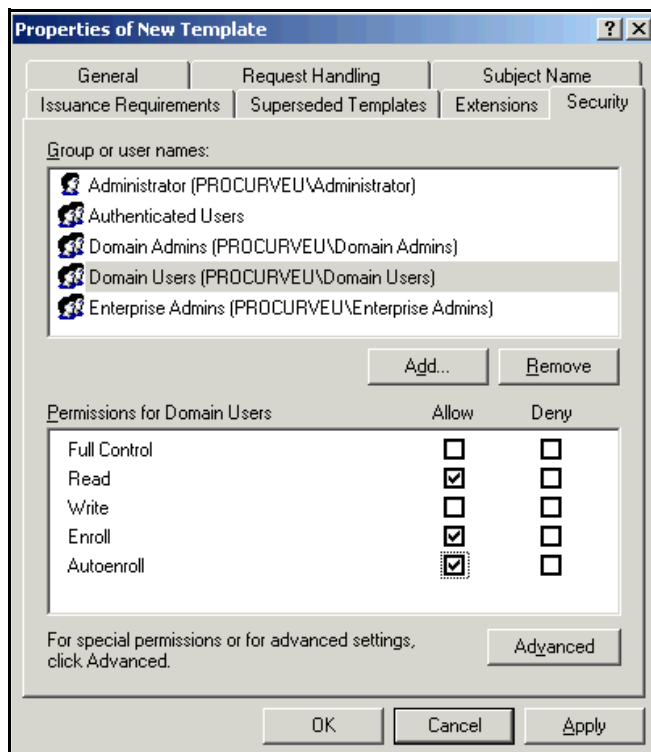 Properties of New Template
General Request Handling Subject Name
Issuance Requirements Superseded Templates Extensions Security
Group or user names:
Administrator (PROCURVEU\Administrator)
Authenticated Users
Domain Admins (PROCURVEU\Domain Admins)
Domain Users (PROCURVEU\Domain Users)
Enterprise Admins (PROCURVEU\Enterprise Admins)
Add... Remove
Permissions for Domain Users Allow Deny
Full Control
Read
Write
Enroll
Autoenroll
For special permissions or for advanced settings,
click Advanced.
Advanced
OK Cancel Apply